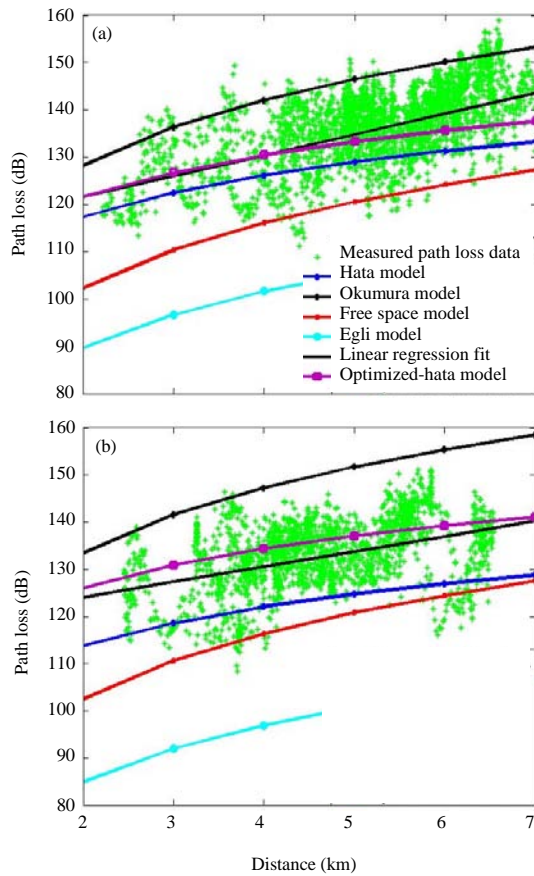 160
(a)
150
140
130
120
110
100
90
80
Path loss (dB)
Measured path loss data
Hata model
Okumura model
Free space model
Egli model
Linear regression fit
Optimized-hata model
160
(b)
150
140
130
120
110
100
90
80
Path loss (dB)
2 3 4 5 6 7
Distance (km)